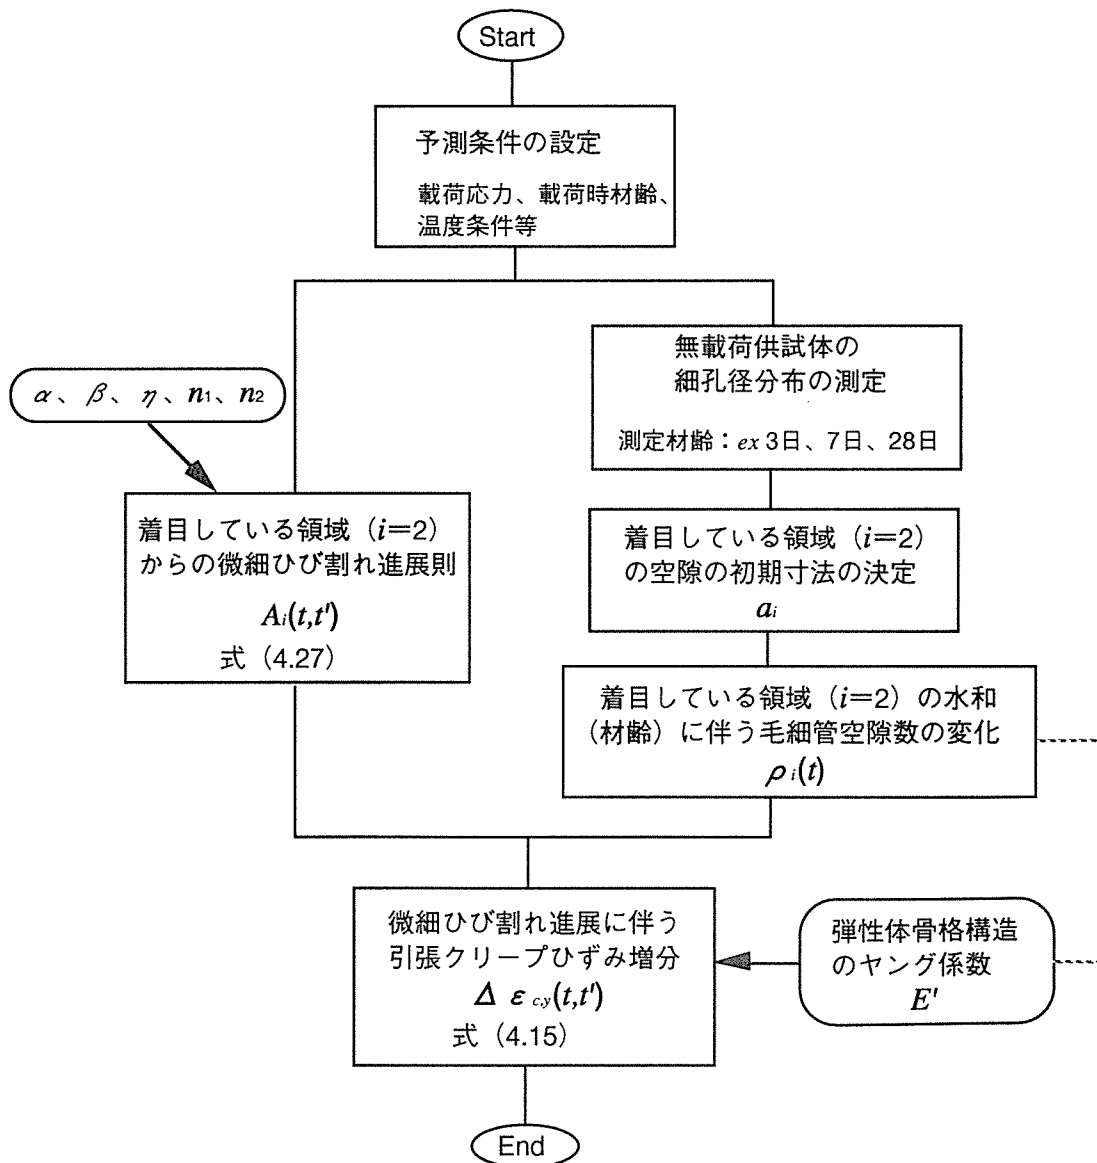 Start
予測条件の設定
載荷応力、載荷時材齢、
温度条件等
無載荷供試体の
細孔径分布の測定
測定材齢：ex 3日、7日、28日
α、β、η、n1、n2
着目している領域（i＝2）
からの微細ひび割れ進展則
Ai(t,t')
式（4.27）
着目している領域（i＝2）
の空隙の初期寸法の決定
ai
着目している領域（i＝2）の水和
（材齢）に伴う毛細管空隙数の変化
ρi(t)
微細ひび割れ進展に伴う
引張クリープひずみ増分
Δ εc,y(t,t')
式（4.15）
弾性体骨格構造
のヤング係数
E'
End